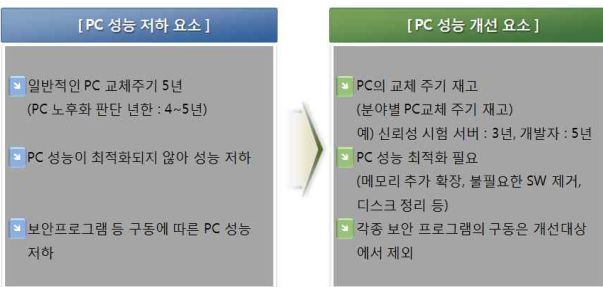 [ PC 성능 저하 요소 ]
일반적인 PC 교체주기 5년
(PC 노후화 판단 년한 : 4~5년)
PC 성능이 최적화되지 않아 성능 저하
보안프로그램 등 구동에 따른 PC 성능
저하
[ PC 성능 개선 요소 ]
PC의 교체 주기 재고
(분야별 PC교체 주기 재고)
예) 신뢰성 시험 서버 : 3년, 개발자 : 5년
PC 성능 최적화 필요
(메모리 추가 확장, 불필요한 SW 제거,
디스크 정리 등)
각종 보안 프로그램의 구동은 개선대상
에서 제외